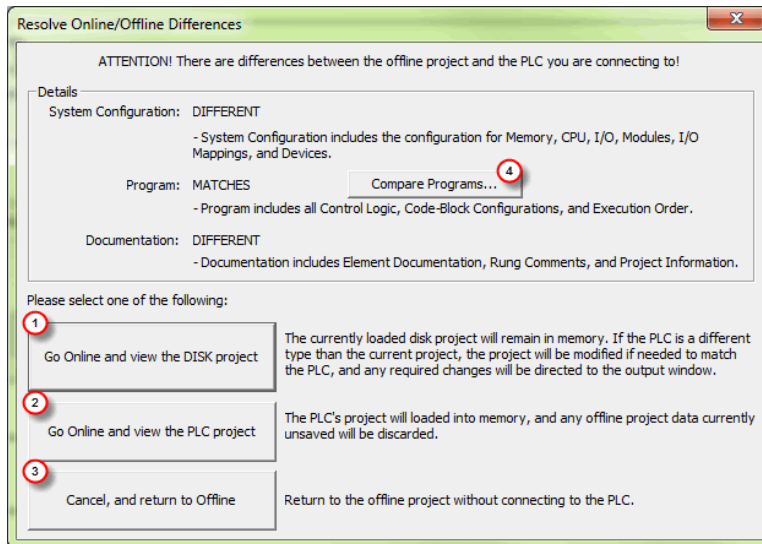 Resolve Online/Offline Differences
ATTENTION! There are differences between the offline project and the PLC you are connecting to!
Details
System Configuration: DIFFERENT
- System Configuration includes the configuration for Memory, CPU, I/O, Modules, I/O
Mappings, and Devices.
4
Program: MATCHES Compare Programs...
- Program includes all Control Logic, Code-Block Configurations, and Execution Order.
Documentation: DIFFERENT
- Documentation includes Element Documentation, Rung Comments, and Project Information.
Please select one of the following:
1
Go Online and view the DISK project
The currently loaded disk project will remain in memory. If the PLC is a different
type than the current project, the project will be modified if needed to match
the PLC, and any required changes will be directed to the output window.
2
Go Online and view the PLC project
The PLC's project will loaded into memory, and any offline project data currently
unsaved will be discarded.
3
Cancel, and return to Offline
Return to the offline project without connecting to the PLC.